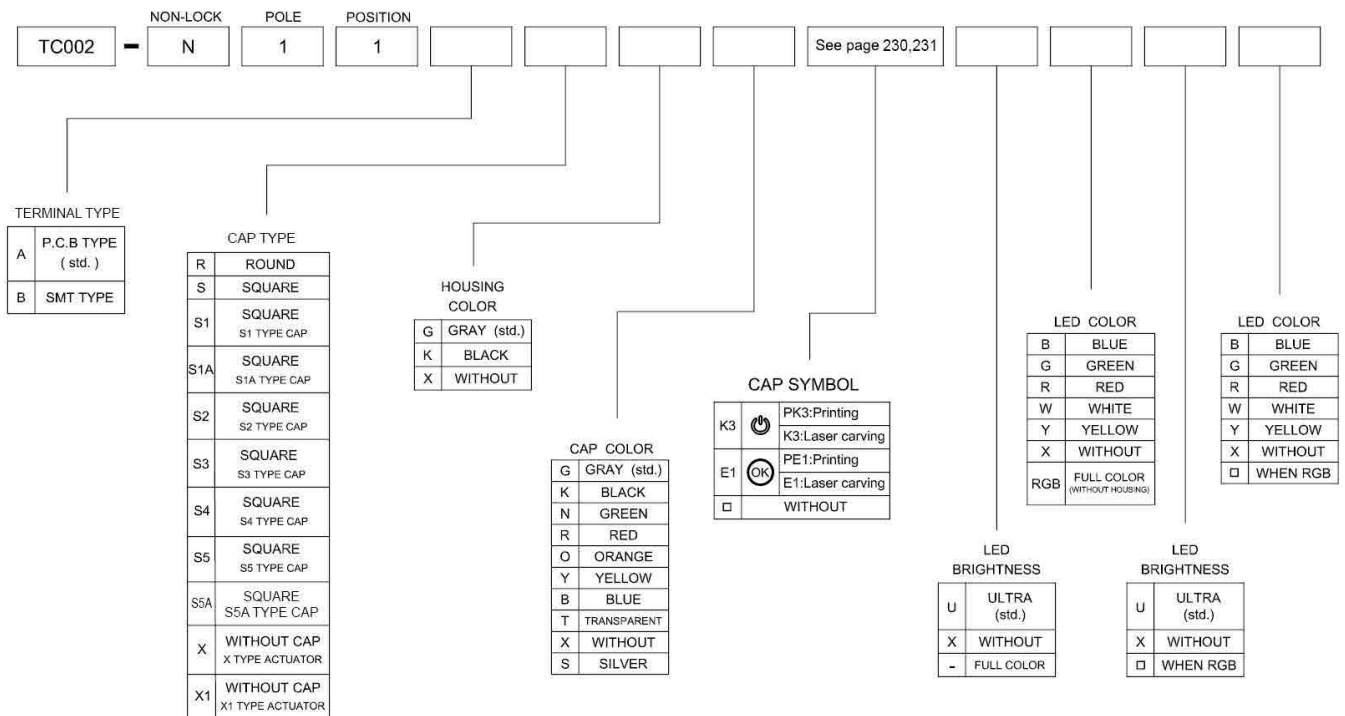 NON-LOCK POLE POSITION
TC002 - N 1 1 See page 230,231
TERMINAL TYPE
A P.C.B TYPE
( std. )
B SMT TYPE
CAP TYPE
R ROUND
S SQUARE
S1 SQUARE
S1 TYPE CAP
S1A SQUARE
S1A TYPE CAP
S2 SQUARE
S2 TYPE CAP
S3 SQUARE
S3 TYPE CAP
S4 SQUARE
S4 TYPE CAP
S5 SQUARE
S5 TYPE CAP
S5A SQUARE
S5A TYPE CAP
X WITHOUT CAP
X TYPE ACTUATOR
X1 WITHOUT CAP
X1 TYPE ACTUATOR
HOUSING
COLOR
G GRAY (std.)
K BLACK
X WITHOUT
CAP COLOR
G GRAY (std.)
K BLACK
N GREEN
R RED
O ORANGE
Y YELLOW
B BLUE
T TRANSPARENT
X WITHOUT
S SILVER
CAP SYMBOL
K3 PK3:Printing
K3:Laser carving
E1 OK PE1:Printing
E1:Laser carving
□ WITHOUT
LED BRIGHTNESS
U ULTRA
(std.)
X WITHOUT
- FULL COLOR
LED COLOR
B BLUE
G GREEN
R RED
W WHITE
Y YELLOW
X WITHOUT
RGB FULL COLOR
(WITHOUT HOUSING)
LED
BRIGHTNESS
U ULTRA
(std.)
X WITHOUT
□ WHEN RGB
LED COLOR
B BLUE
G GREEN
R RED
W WHITE
Y YELLOW
X WITHOUT
□ WHEN RGB